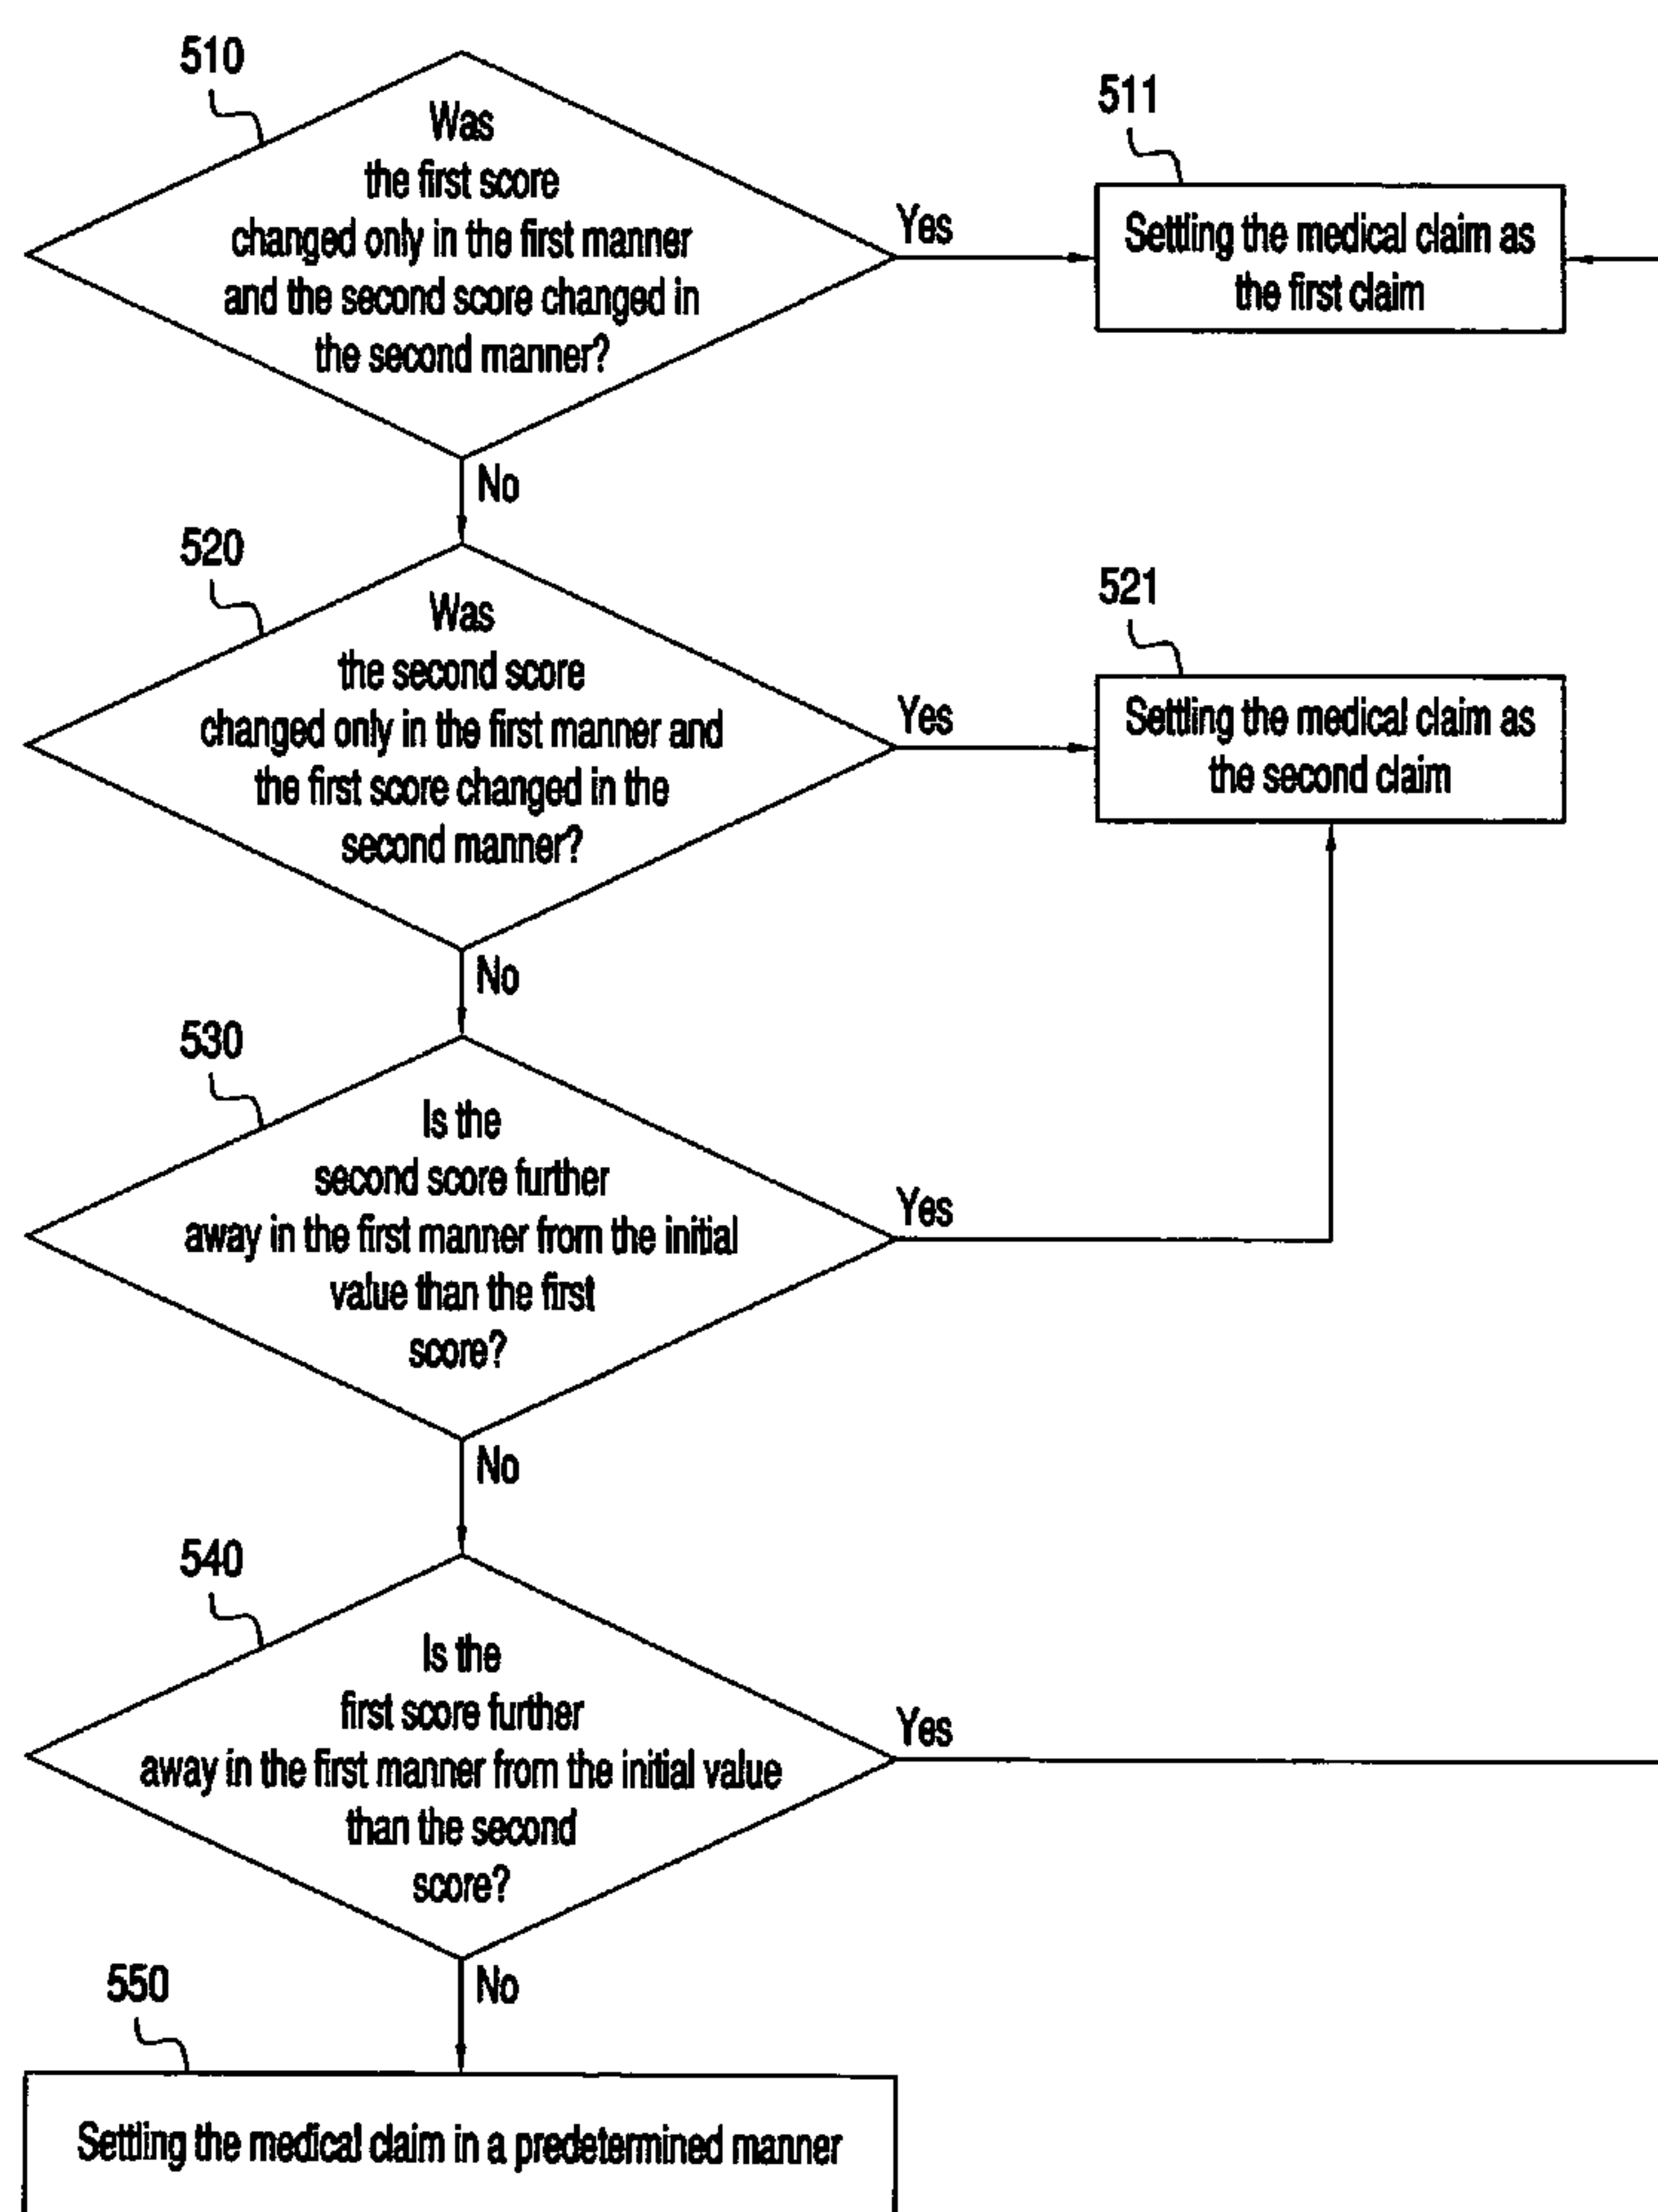 510
Was
the first score
changed only in the first manner
and the second score changed in
the second manner?
Yes
511
Settling the medical claim as
the first claim
No
520
Was
the second score
changed only in the first manner and
the first score changed in the
second manner?
Yes
521
Settling the medical claim as
the second claim
No
530
Is the
second score further
away in the first manner from the initial
value than the first
score?
Yes
No
540
Is the
first score further
away in the first manner from the initial value
than the second
score?
Yes
No
550
Settling the medical claim in a predetermined manner